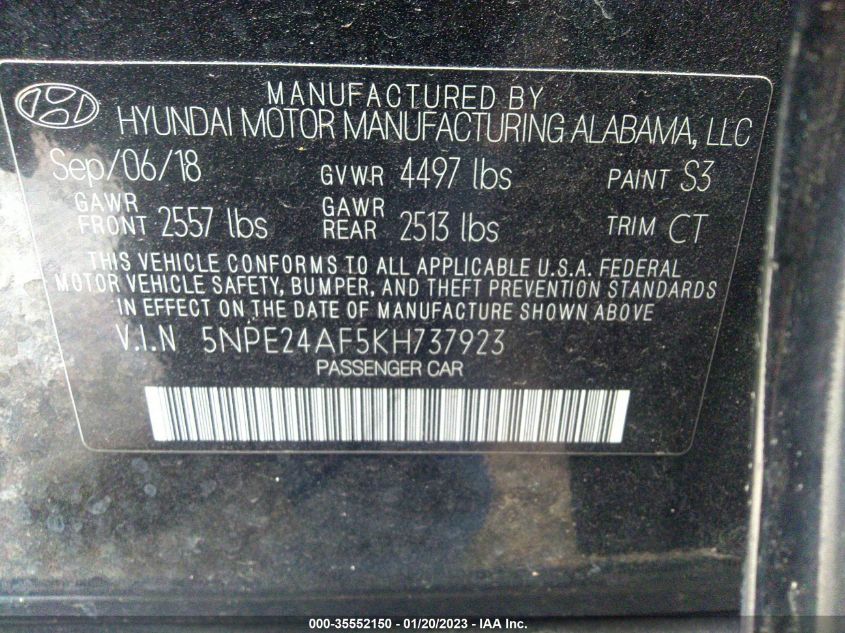 MANUFACTURED BY
HYUNDAI MOTOR MANUFACTURING ALABAMA, LLC
Sep/06/18 GVWR 4497 lbs PAINT S3
GAWR FRONT 2557 lbs GAWR REAR 2513 lbs TRIM CT
THIS VEHICLE CONFORMS TO ALL APPLICABLE U.S.A. FEDERAL
MOTOR VEHICLE SAFETY, BUMPER, AND THEFT PREVENTION STANDARDS
IN EFFECT ON THE DATE OF MANUFACTURE SHOWN ABOVE.
V.I.N 5NPE24AF5KH737923
PASSENGER CAR
000-35552150 — 01/20/2023 — IAA Inc.